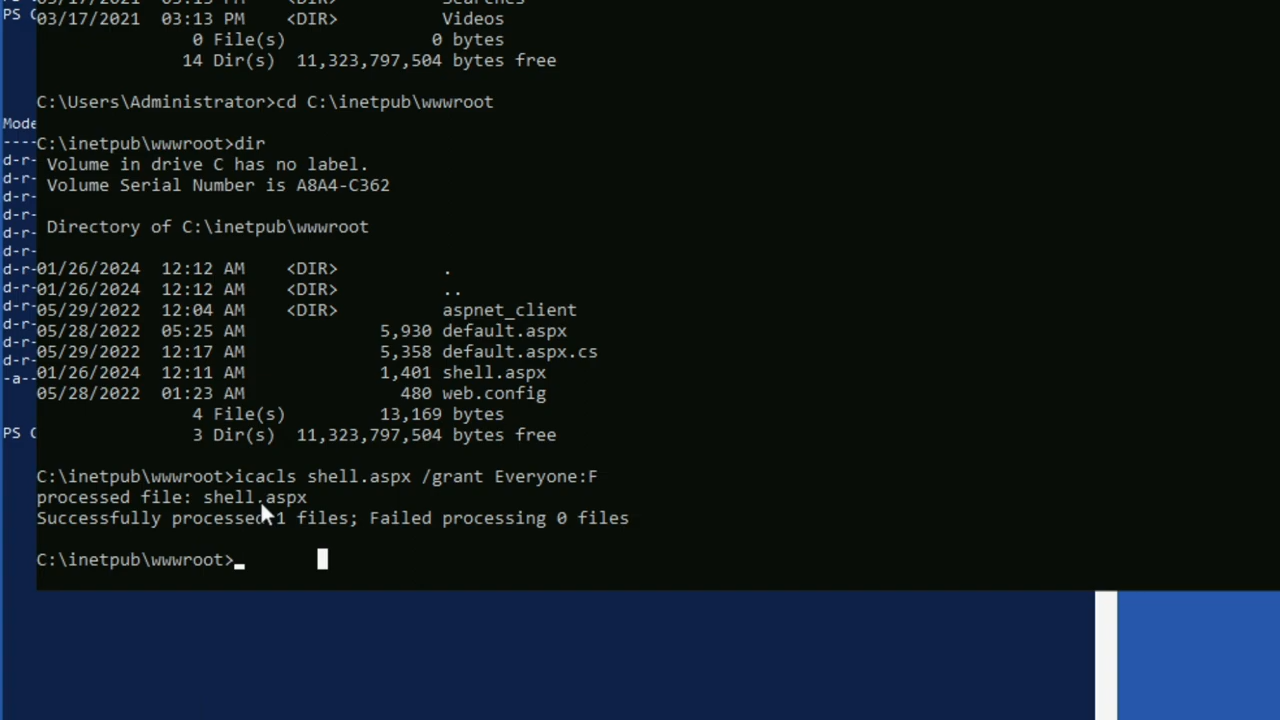 PS C
03/17/2021  03:13 PM    <DIR>          Searches
03/17/2021  03:13 PM    <DIR>          Videos
               0 File(s)              0 bytes
              14 Dir(s)  11,323,797,504 bytes free
C:\Users\Administrator>cd C:\inetpub\wwwroot
Mode
----
C:\inetpub\wwwroot>dir
d-r-
 Volume in drive C has no label.
d-r-
 Volume Serial Number is A8A4-C362
d-r-
d-r-
 Directory of C:\inetpub\wwwroot
d-r-
d-r-
d-r-
01/26/2024  12:12 AM    <DIR>          .
d-r-
01/26/2024  12:12 AM    <DIR>          ..
d-r-
05/29/2022  12:04 AM    <DIR>          aspnet_client
d-r-
05/28/2022  05:25 AM             5,930 default.aspx
d-r-
05/29/2022  12:17 AM             5,358 default.aspx.cs
d-r-
01/26/2024  12:11 AM             1,401 shell.aspx
-a--
05/28/2022  01:23 AM               480 web.config
               4 File(s)         13,169 bytes
PS C
               3 Dir(s)  11,323,797,504 bytes free
C:\inetpub\wwwroot>icacls shell.aspx /grant Everyone:F
processed file: shell.aspx
Successfully processed 1 files; Failed processing 0 files
C:\inetpub\wwwroot>